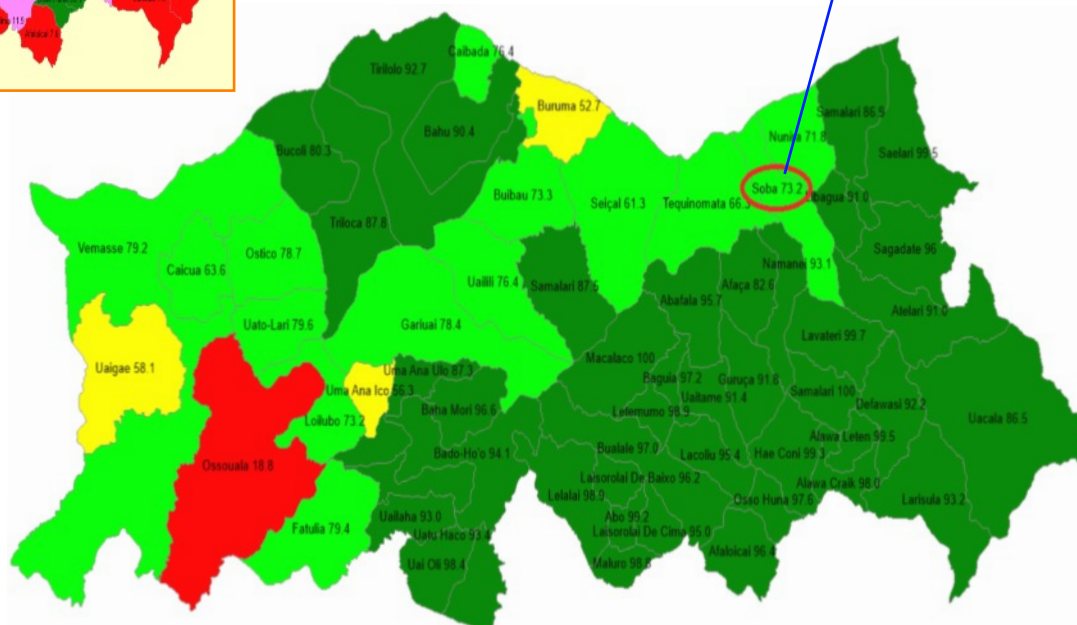 Afaloicai 7.6
Caibada 76.4
Tirilolo 92.7
Buruma 52.7
Samalari 86.9
Bahu 90.4
Nunira 71.8
Bucoli 80.3
Saelari 99.5
Soba 73.2
Buibau 73.3
Libagua 91.0
Seiçal 61.3
Tequinomata 66.3
Triloca 87.8
Vemasse 79.2
Ostico 78.7
Sagadate 96
Caicua 63.6
Namanei 93.1
Uailili 76.4
Samalari 87.5
Afaça 82.6
Abafala 95.7
Atelari 91.0
Uato-Lari 79.6
Gariuai 78.4
Lavateri 99.7
Macalaco 100
Uaigae 58.1
Uma Ana Ulo 87.3
Baguia 97.2
Guruça 91.8
Uma Ana Ico 56.3
Samalari 100
Uaitame 91.4
Defawasi 92.2
Baha Mori 96.6
Letemumo 98.9
Loilubo 73.2
Uacala 86.5
Alawa Leten 99.5
Bualale 97.0
Bado-Ho'o 94.1
Lacoliu 95.4
Hae Coni 99.3
Ossouala 18.8
Laisorolai De Baixo 96.2
Alawa Craik 98.0
Lelalai 98.9
Osso Huna 97.6
Larisula 93.2
Uailaha 93.0
Abo 99.2
Fatulia 79.4
Laisorolai De Cima 95.0
Uatu Haco 93.4
Afaloicai 96.4
Uai Oli 98.4
Maluro 98.8